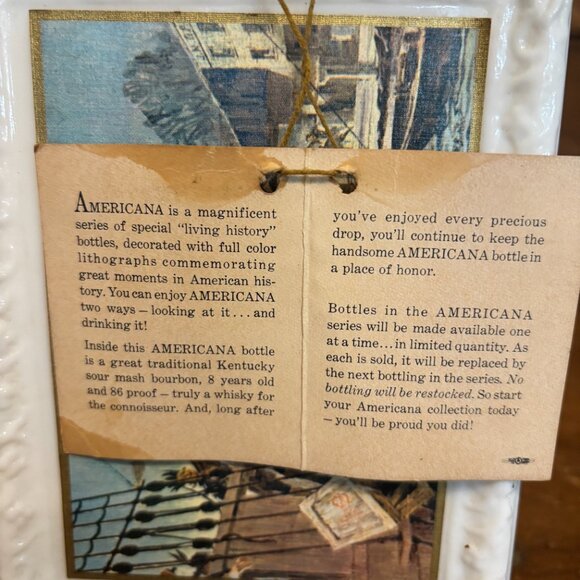 AMERICANA is a magnificent
series of special "living history"
bottles, decorated with full color
lithographs commemorating
great moments in American his-
tory. You can enjoy AMERICANA
two ways – looking at it...and
drinking it!
Inside this AMERICANA bottle
is a great traditional Kentucky
sour mash bourbon, 8 years old
and 86 proof – truly a whisky for
the connoisseur. And, long after
you've enjoyed every precious
drop, you'll continue to keep the
handsome AMERICANA bottle in
a place of honor.
Bottles in the AMERICANA
series will be made available one
at a time...in limited quantity. As
each is sold, it will be replaced by
the next bottling in the series. No
bottling will be restocked. So start
your Americana collection today
– you'll be proud you did!